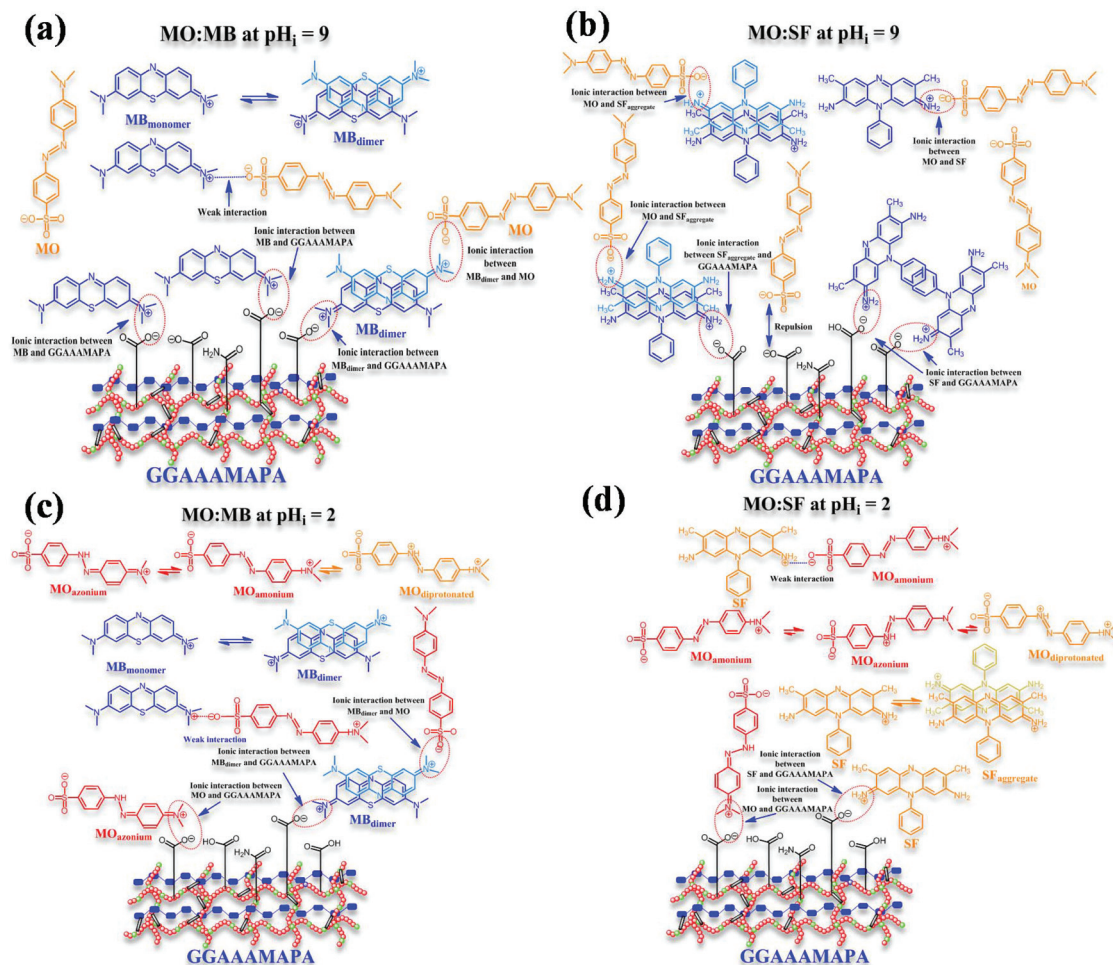 (a)
MO:MB at pHi = 9
MBmonomer
MBdimer
Weak interaction
MO
Ionic interaction between
MB and GGAAAMAPA
MO
Ionic interaction
between
MBdimer and MO
MBdimer
Ionic interaction between
MB and GGAAAMAPA
Ionic interaction between
MBdimer and GGAAAMAPA
GGAAAMAPA
(b)
MO:SF at pHi = 9
Ionic interaction between
MO and SFaggregate
Ionic
interaction
between
MO and SF
Ionic interaction between
MO and SFaggregate
Ionic interaction
between SFaggregate and
GGAAAMAPA
MO
Repulsion
Ionic interaction between
SF and GGAAAMAPA
GGAAAMAPA
(c)
MO:MB at pHi = 2
MOazonium
MOamonium
MOdiprotonated
MBmonomer
MBdimer
Weak interaction
Ionic interaction between
MBdimer and MO
Ionic interaction between
MBdimer and GGAAAMAPA
Ionic interaction between
MO and GGAAAMAPA
MOazonium
MBdimer
GGAAAMAPA
(d)
MO:SF at pHi = 2
Weak interaction
SF
MOamonium
MOamonium
MOazonium
MOdiprotonated
SF
SFaggregate
Ionic interaction
between
SF and GGAAAMAPA
Ionic interaction
between
MO and GGAAAMAPA
SF
GGAAAMAPA